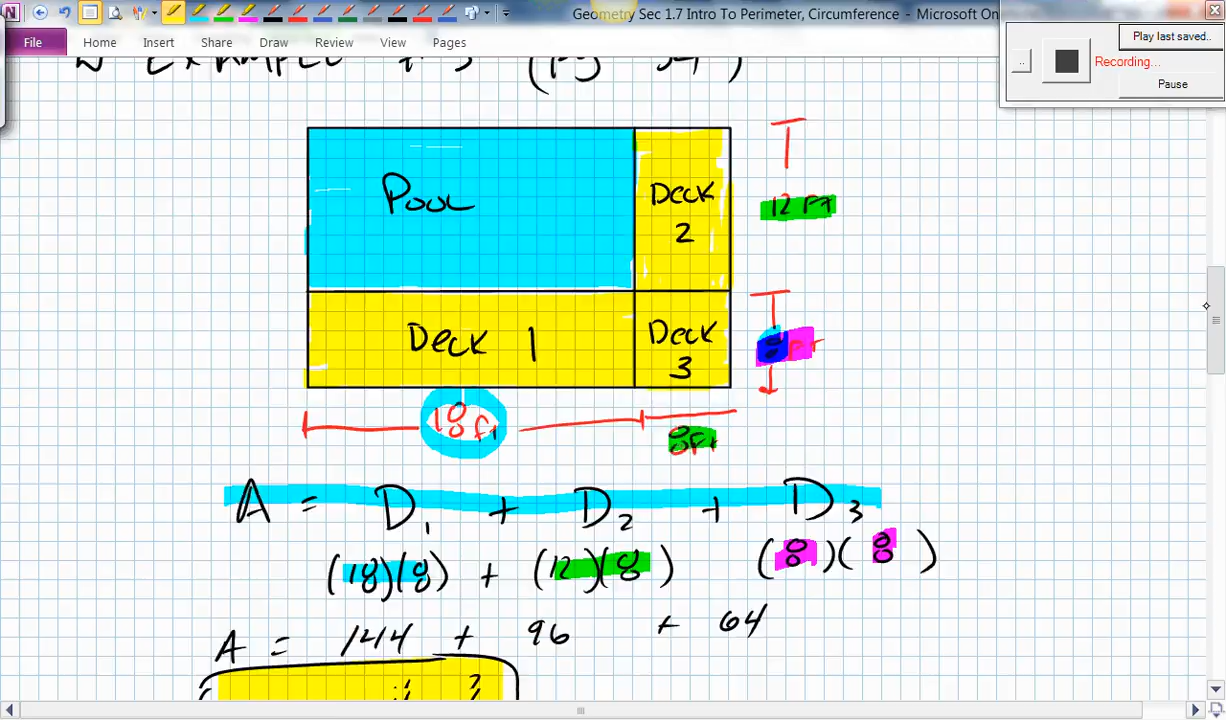 Geometry Sec 1.7 Intro To Perimeter, Circumference - Microsoft On
Play last saved..
Recording...
.. Pause
File Home Insert Share Draw Review View Pages
Pool
Deck 2
12 Ft
Deck 1
Deck 3
8 Ft
18 Ft
8 Ft
A = D1 + D2 + D3
(18)(8) + (12)(8) (8)(8)
A = 144 + 96 + 64